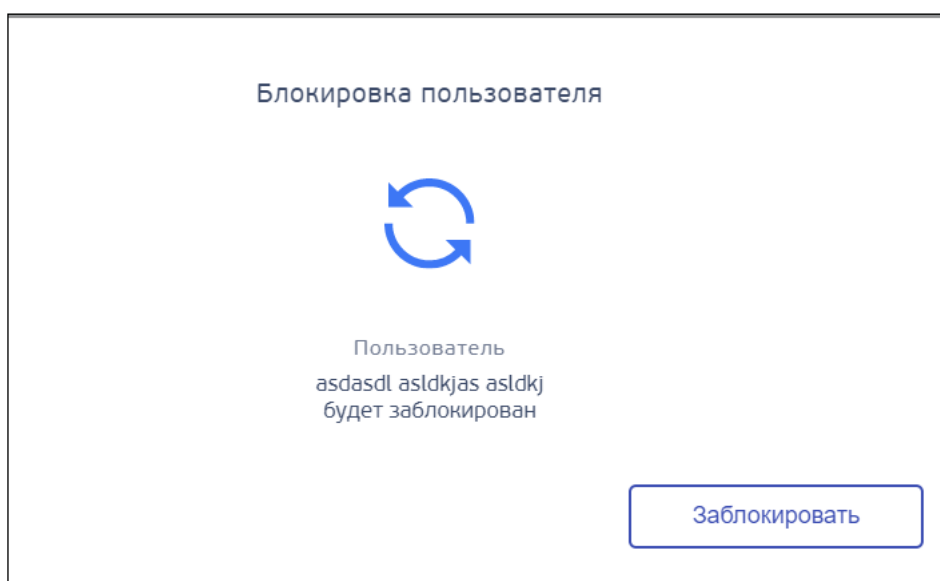 Блокировка пользователя
Пользователь
asdasdl asldkjas asldkj
будет заблокирован
Заблокировать